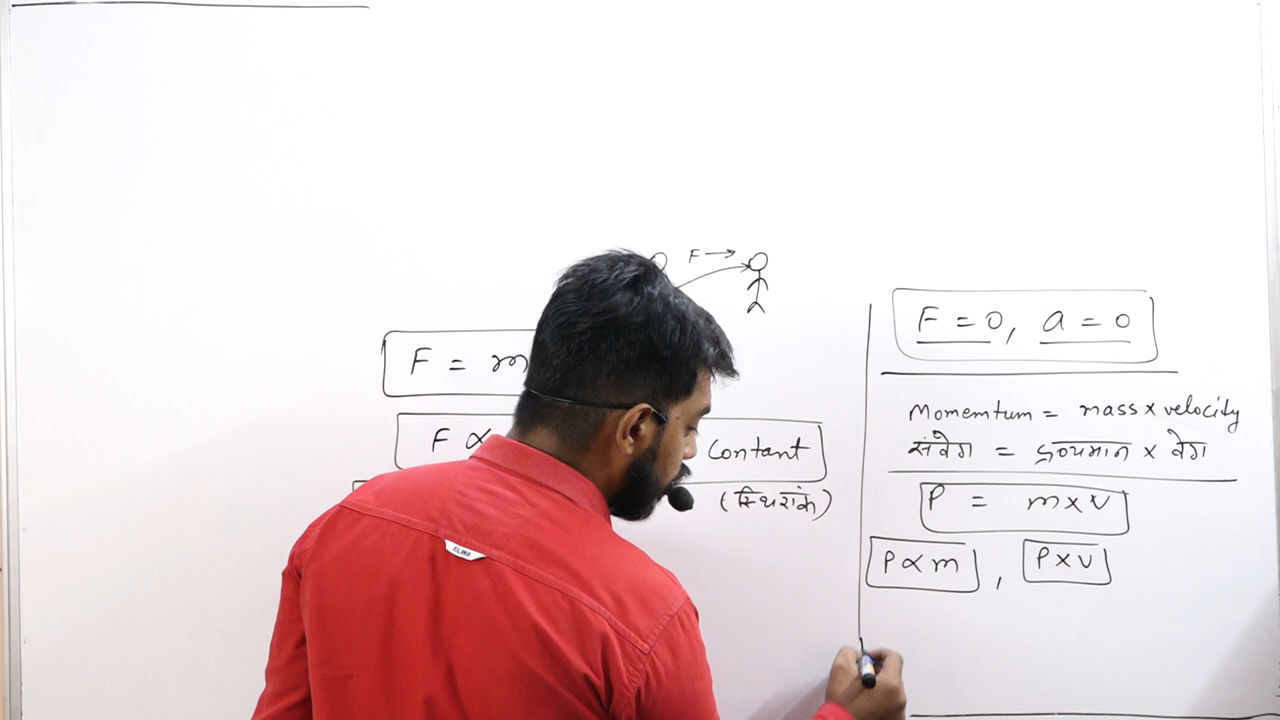 F →
F = m
F ∝
Contant
(स्थिरांक)
F = 0, a = 0
Momemtum = mass x velocity
संवेग = द्रव्यमान x वेग
P = m x v
P ∝ m , P x v